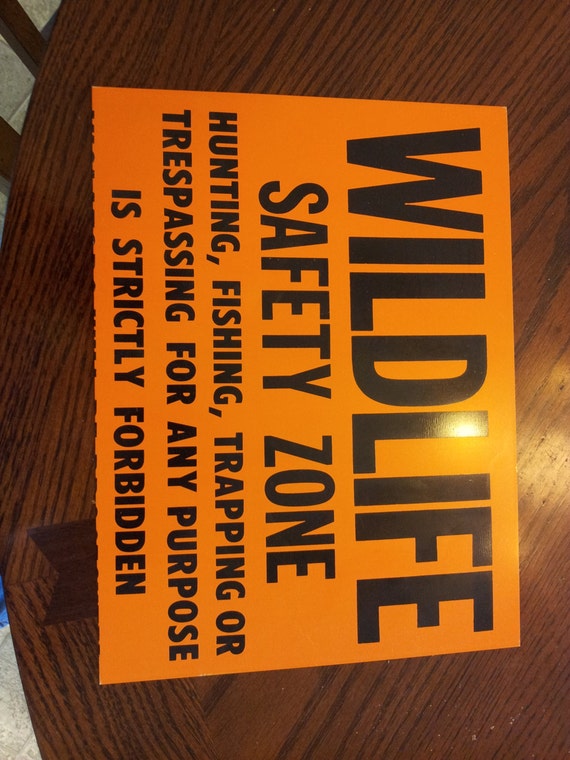 WILDLIFE
SAFETY ZONE
HUNTING, FISHING, TRAPPING OR
TRESPASSING FOR ANY PURPOSE
IS STRICTLY FORBIDDEN